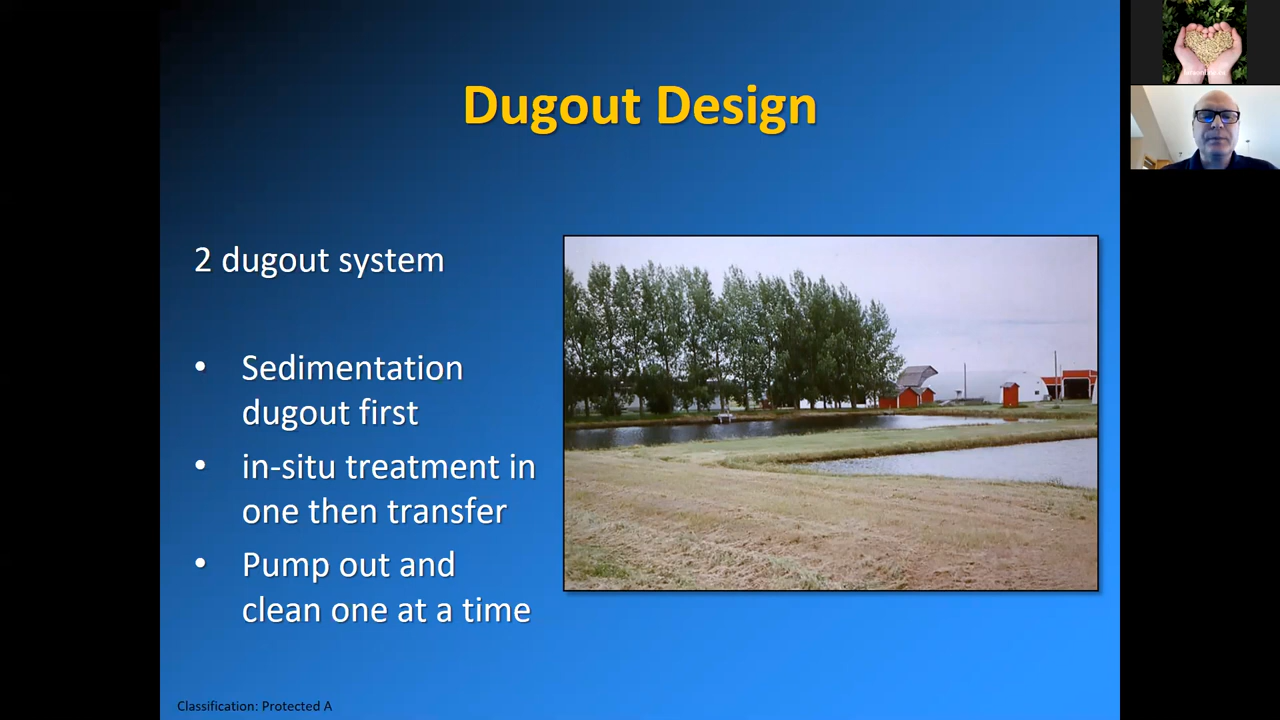 Dugout Design
2 dugout system
• Sedimentation
dugout first
• in-situ treatment in
one then transfer
• Pump out and
clean one at a time
Classification: Protected A